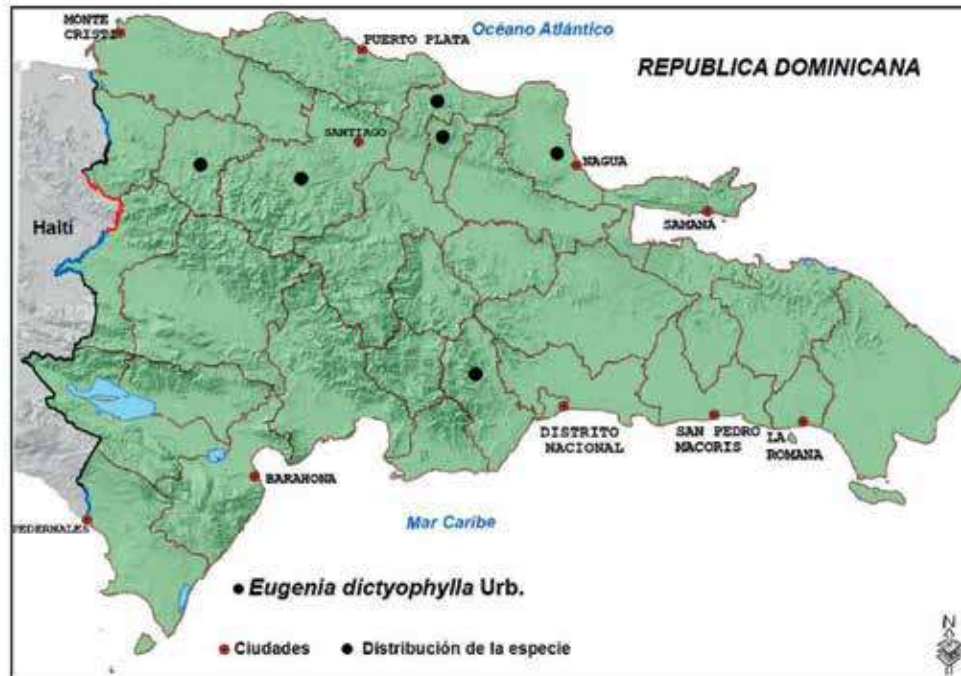 MONTE
CRISTI
PUERTO PLATA
Océano Atlántico
REPUBLICA DOMINICANA
SANTIAGO
NAGUA
SAMANÁ
Haití
DISTRITO
NACIONAL
SAN PEDRO
MACORIS
LA
ROMANA
BARAHONA
PEDERNALES
Mar Caribe
Eugenia dictyophylla Urb.
Ciudades
Distribución de la especie
N